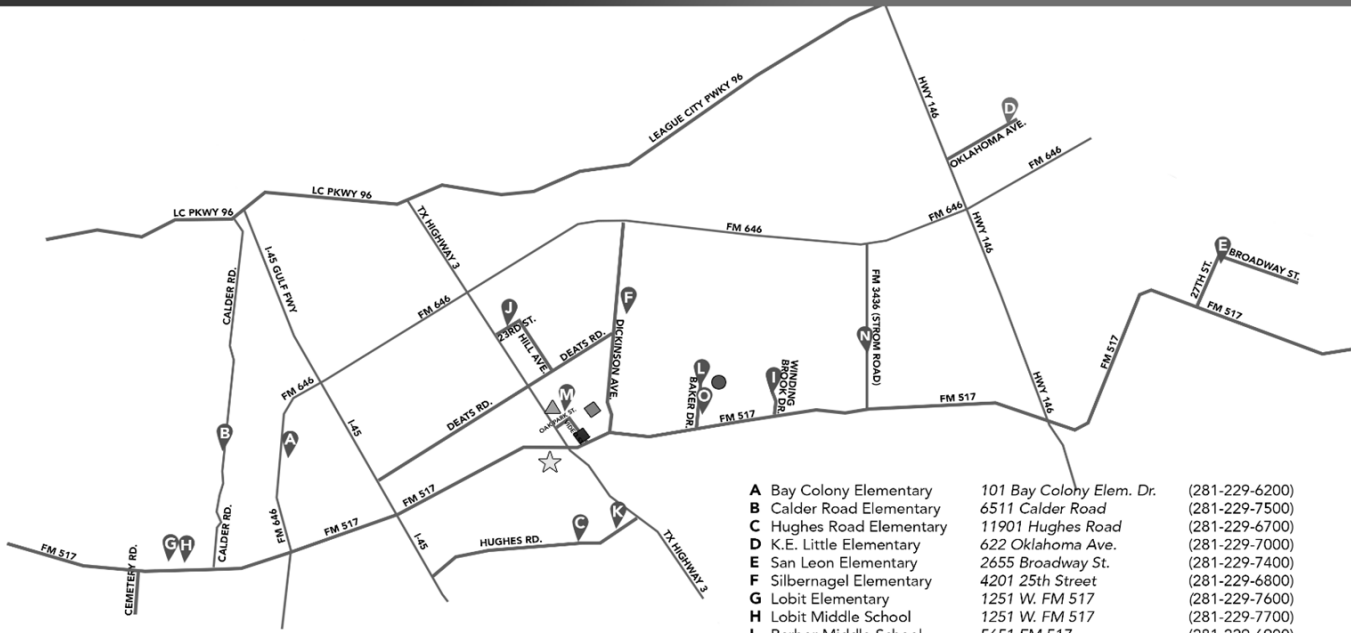 LEAGUE CITY PWKY 96
HWY 146
D
OKLAHOMA AVE.
FM 646
LC PKWY 96
LC PKWY 96
TX HIGHWAY 3
FM 646
FM 646
HWY 146
I-45 GULF FWY
CALDER RD.
E
BROADWAY ST.
27TH ST.
FM 517
FM 646
J
23RD ST.
HILL AVE.
F
DICKINSON AVE.
DEATS RD.
FM 3436 (STROM ROAD)
N
FM 517
FM 646
L
BAKER DR.
O
I
WINDING
BROOK DR.
M
OAK PARK ST.
DEATS RD.
FM 517
FM 517
HWY 146
B
A
I-45
FM 517
CALDER RD.
FM 646
FM 517
FM 517
G
H
CEMETERY RD.
I-45
HUGHES RD.
C
K
TX HIGHWAY 3
A Bay Colony Elementary 101 Bay Colony Elem. Dr. (281-229-6200)
B Calder Road Elementary 6511 Calder Road (281-229-7500)
C Hughes Road Elementary 11901 Hughes Road (281-229-6700)
D K.E. Little Elementary 622 Oklahoma Ave. (281-229-7000)
E San Leon Elementary 2655 Broadway St. (281-229-7400)
F Silbernagel Elementary 4201 25th Street (281-229-6800)
G Lobit Elementary 1251 W. FM 517 (281-229-7600)
H Lobit Middle School 1251 W. FM 517 (281-229-7700)